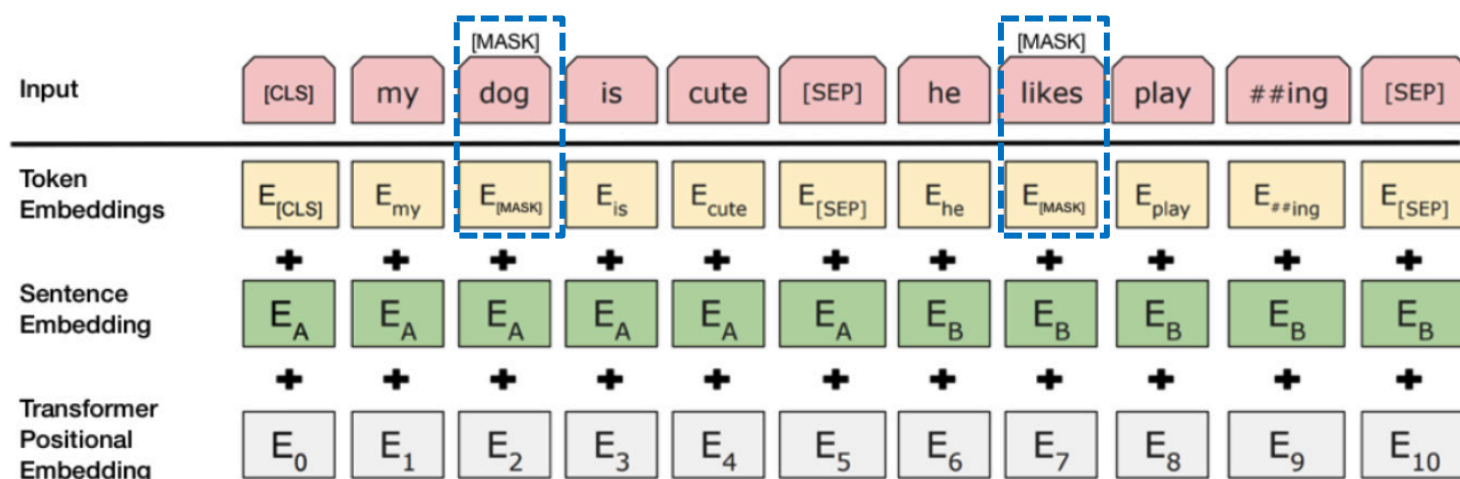 [MASK] [MASK]
Input [CLS] my dog is cute [SEP] he likes play ##ing [SEP]
Token
Embeddings
E[CLS] Emy E[MASK] Eis Ecute E[SEP] Ehe E[MASK] Eplay E##ing E[SEP]
+ + + + + + + + + + +
Sentence
Embedding
EA EA EA EA EA EA EB EB EB EB EB
+ + + + + + + + + + +
Transformer
Positional
Embedding
E0 E1 E2 E3 E4 E5 E6 E7 E8 E9 E10